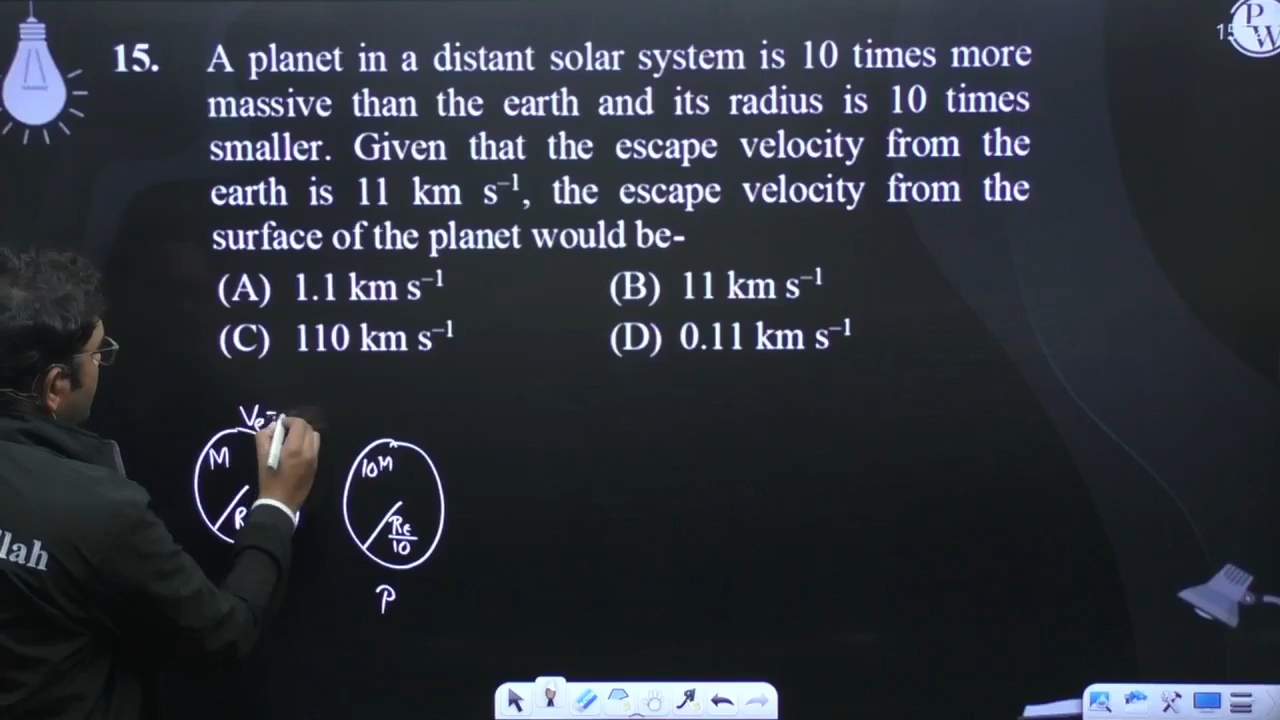 15. A planet in a distant solar system is 10 times more
massive than the earth and its radius is 10 times
smaller. Given that the escape velocity from the
earth is 11 km s⁻¹, the escape velocity from the
surface of the planet would be-
(A) 1.1 km s⁻¹ (B) 11 km s⁻¹
(C) 110 km s⁻¹ (D) 0.11 km s⁻¹
Ve =
M
R
10M
Re/10
P
lah
P
W